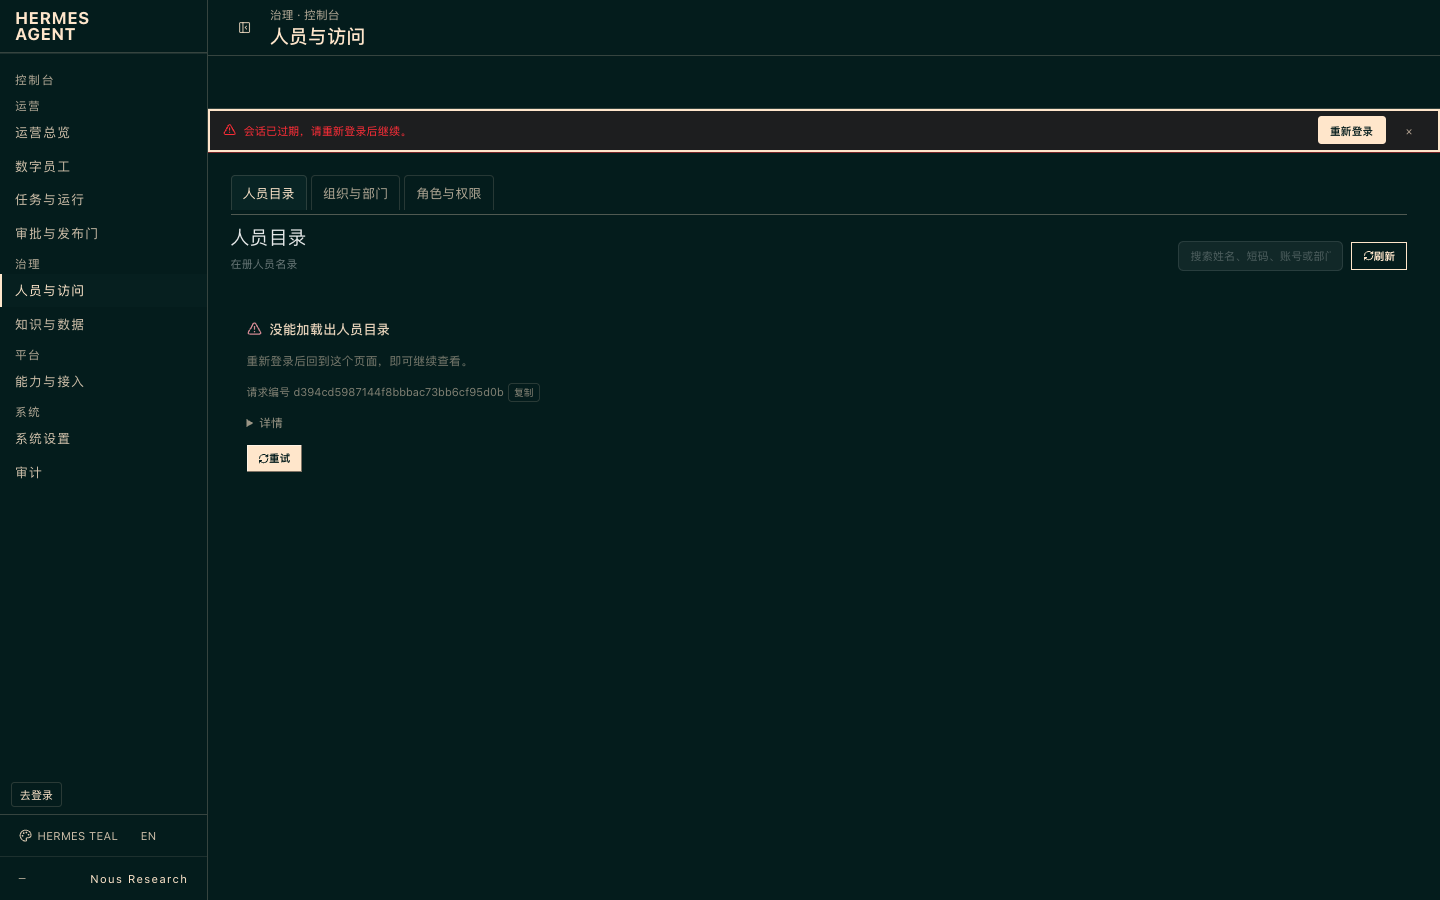 HERMES
AGENT
控制台
运营
运营总览
数字员工
任务与运行
审批与发布门
治理
人员与访问
知识与数据
平台
能力与接入
系统
系统设置
审计
去登录
HERMES TEAL
EN
—
Nous Research
治理 · 控制台
人员与访问
会话已过期，请重新登录后继续。
重新登录
×
人员目录
组织与部门
角色与权限
人员目录
在册人员名录
搜索姓名、短码、账号或部门
刷新
没能加载出人员目录
重新登录后回到这个页面，即可继续查看。
请求编号 d394cd5987144f8bbbac73bb6cf95d0b 复制
详情
重试